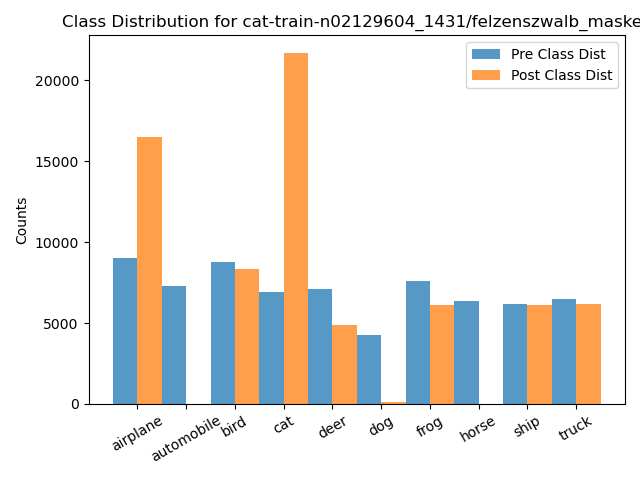 Class Distribution for cat-train-n02129604_1431/felzenszwalb_maske
Pre Class Dist
Post Class Dist
Counts
20000
15000
10000
5000
0
airplane
automobile
bird
cat
deer
dog
frog
horse
ship
truck